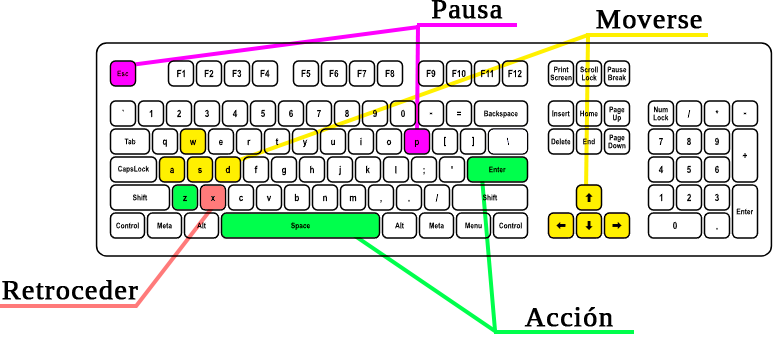 Pausa
Moverse
Esc F1 F2 F3 F4 F5 F6 F7 F8 F9 F10 F11 F12 Print Screen Scroll Lock Pause Break
` 1 2 3 4 5 6 7 8 9 0 - = Backspace Insert Home Page Up Num Lock / * -
Tab q w e r t y u i o p [ ] \ Delete End Page Down 7 8 9 +
CapsLock a s d f g h j k l ; ' Enter 4 5 6
Shift z x c v b n m , . / Shift ⬆ 1 2 3 Enter
Control Meta Alt Space Alt Meta Menu Control ⬅ ⬇ ➡ 0 .
Retroceder
Acción